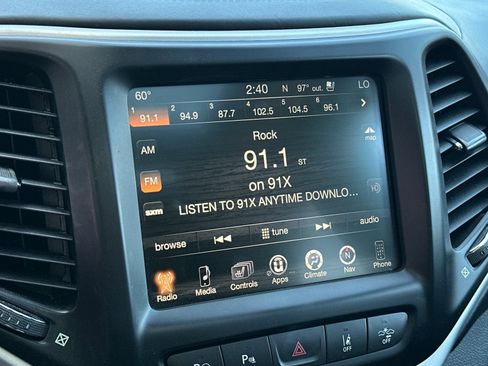 60° 2:40 N 97° out. LO
1 2 3 4 5 6
91.1 94.9 87.7 102.5 104.5 96.1
Rock
AM
91.1 ST
map
FM
on 91X
HD
sxm
LISTEN TO 91X ANYTIME DOWNLO...
browse tune audio
Radio Media Controls Apps Climate Nav Phone
N
P OFF OFF